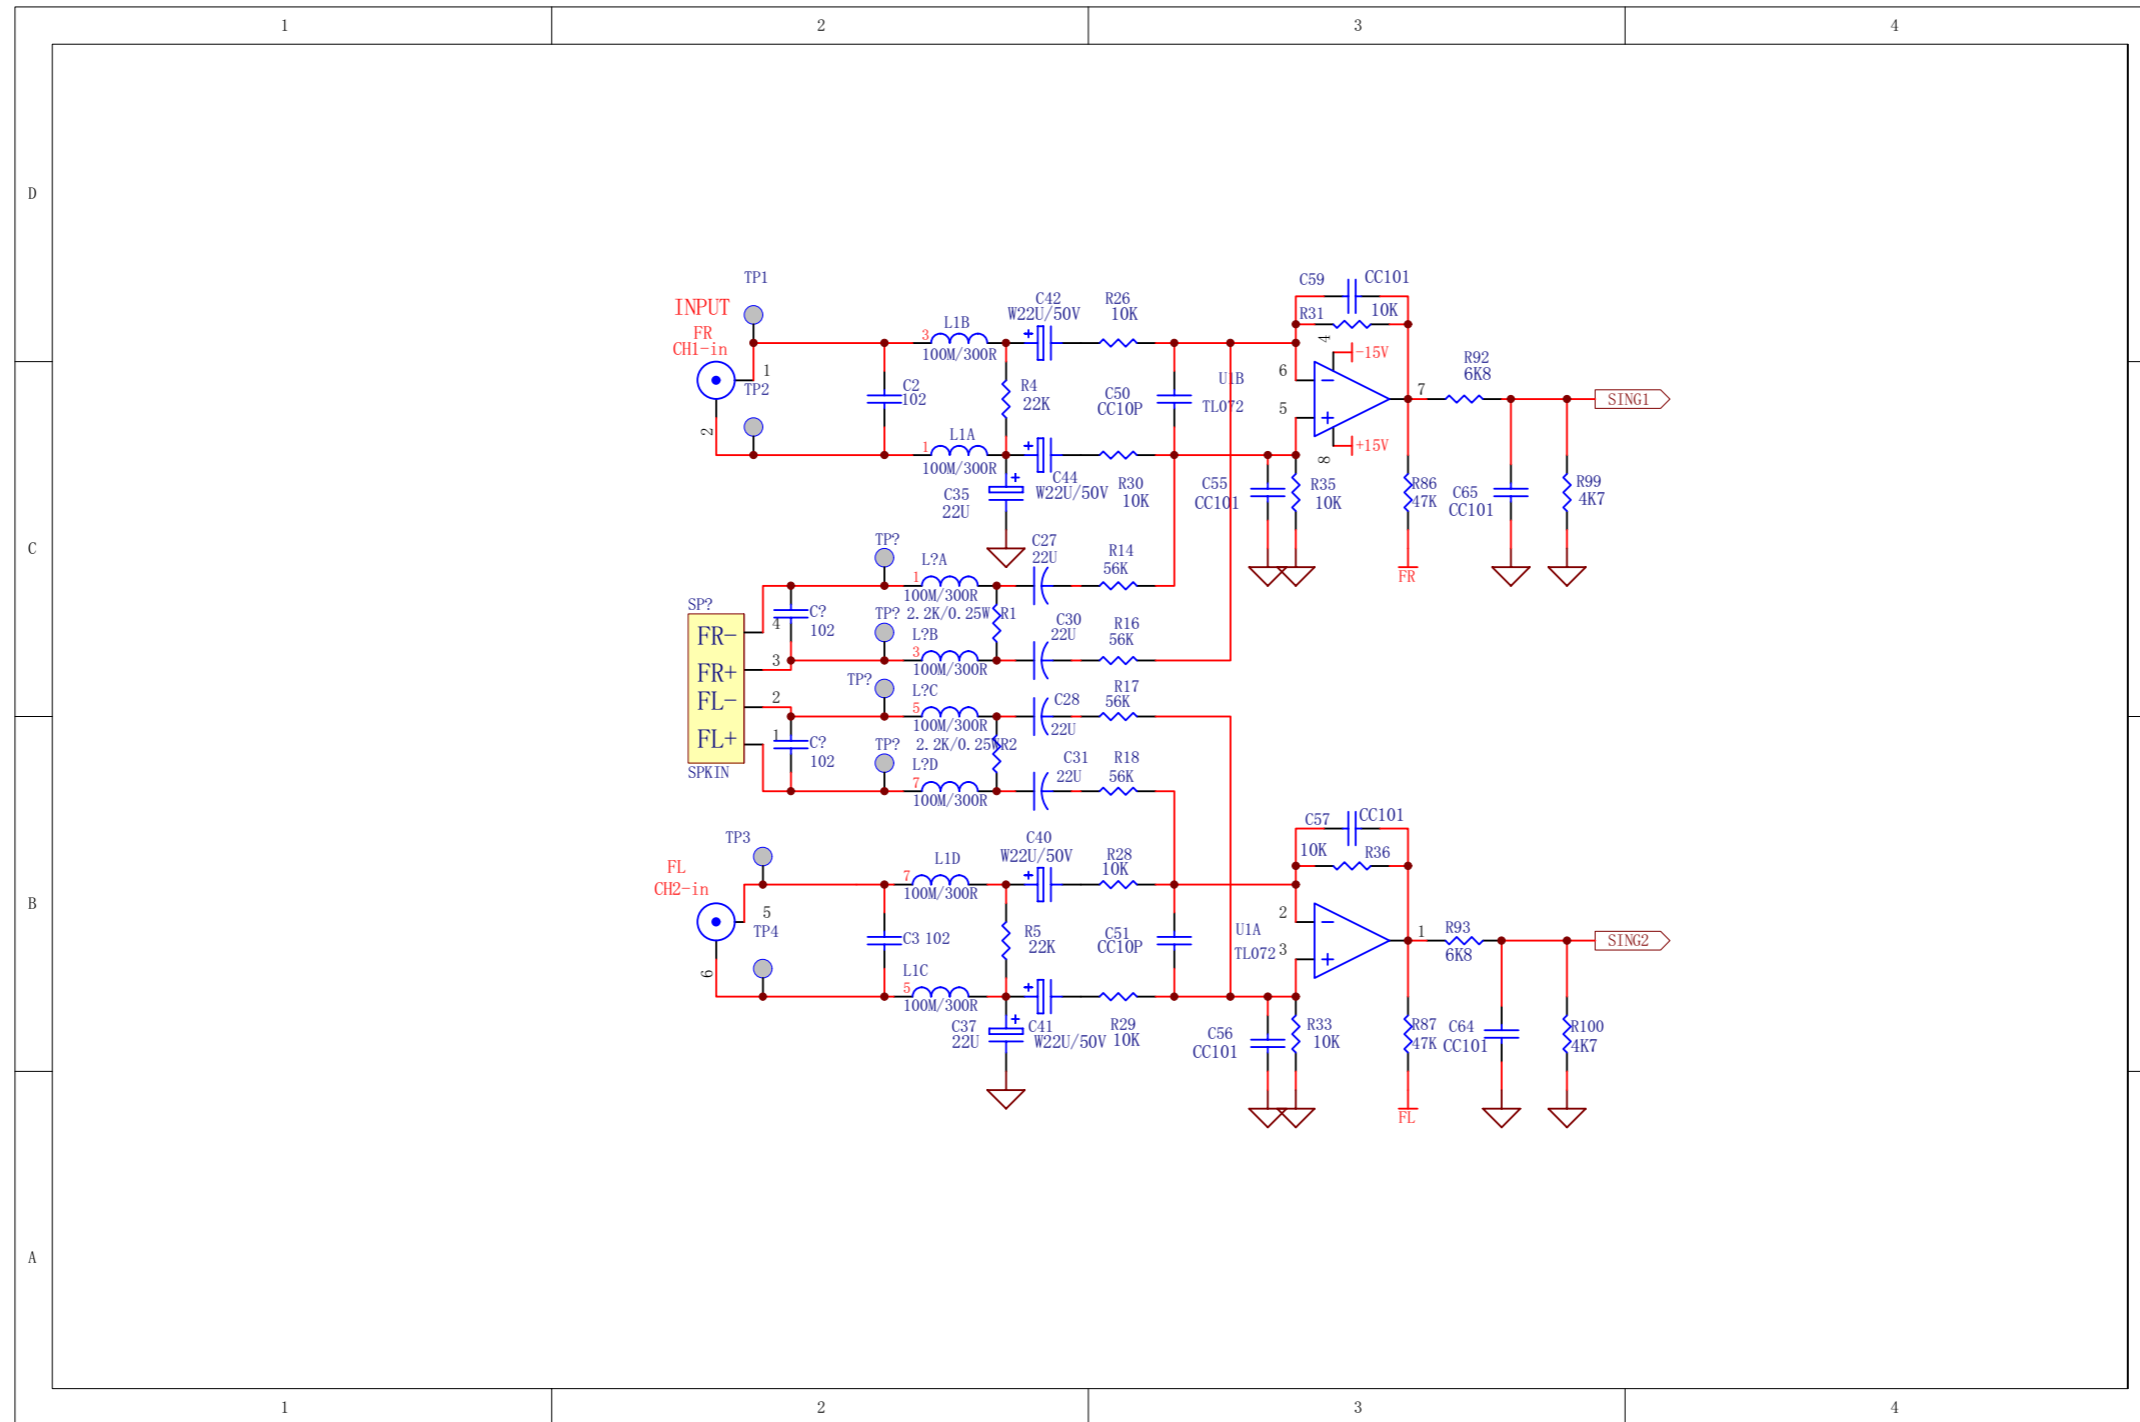 1 2 3 4
D
C
B
A
TP1
INPUT
FR
CH1-in
1
TP2
2
C2
102
3
L1B
100M/300R
R4
22K
1
L1A
100M/300R
C35
22U
C42
W22U/50V
R26
10K
C50
CC10P
C44
W22U/50V
R30
10K
U1B
TL072
C55
CC101
R35
10K
C59
CC101
R31
10K
4
-15V
6
5
+15V
8
7
R92
6K8
SING1
R86
47K
FR
C65
CC101
R99
4K7
TP?
L?A
1
100M/300R
C27
22U
R14
56K
SP?
FR-
FR+
FL-
FL+
SPKIN
4
3
2
1
C?
102
TP?
2.2K/0.25W
R1
L?B
3
100M/300R
C30
22U
R16
56K
TP?
L?C
5
100M/300R
C28
22U
R17
56K
C?
102
TP?
2.2K/0.25W
R2
L?D
7
100M/300R
C31
22U
R18
56K
TP3
FL
CH2-in
5
TP4
6
C3 102
L1D
7
100M/300R
R5
22K
L1C
5
100M/300R
C37
22U
C40
W22U/50V
R28
10K
C51
CC10P
C41
W22U/50V
R29
10K
U1A
TL072
C56
CC101
R33
10K
C57
CC101
10K
R36
2
3
1
R93
6K8
SING2
R87
47K
FL
C64
CC101
R100
4K7
1 2 3 4